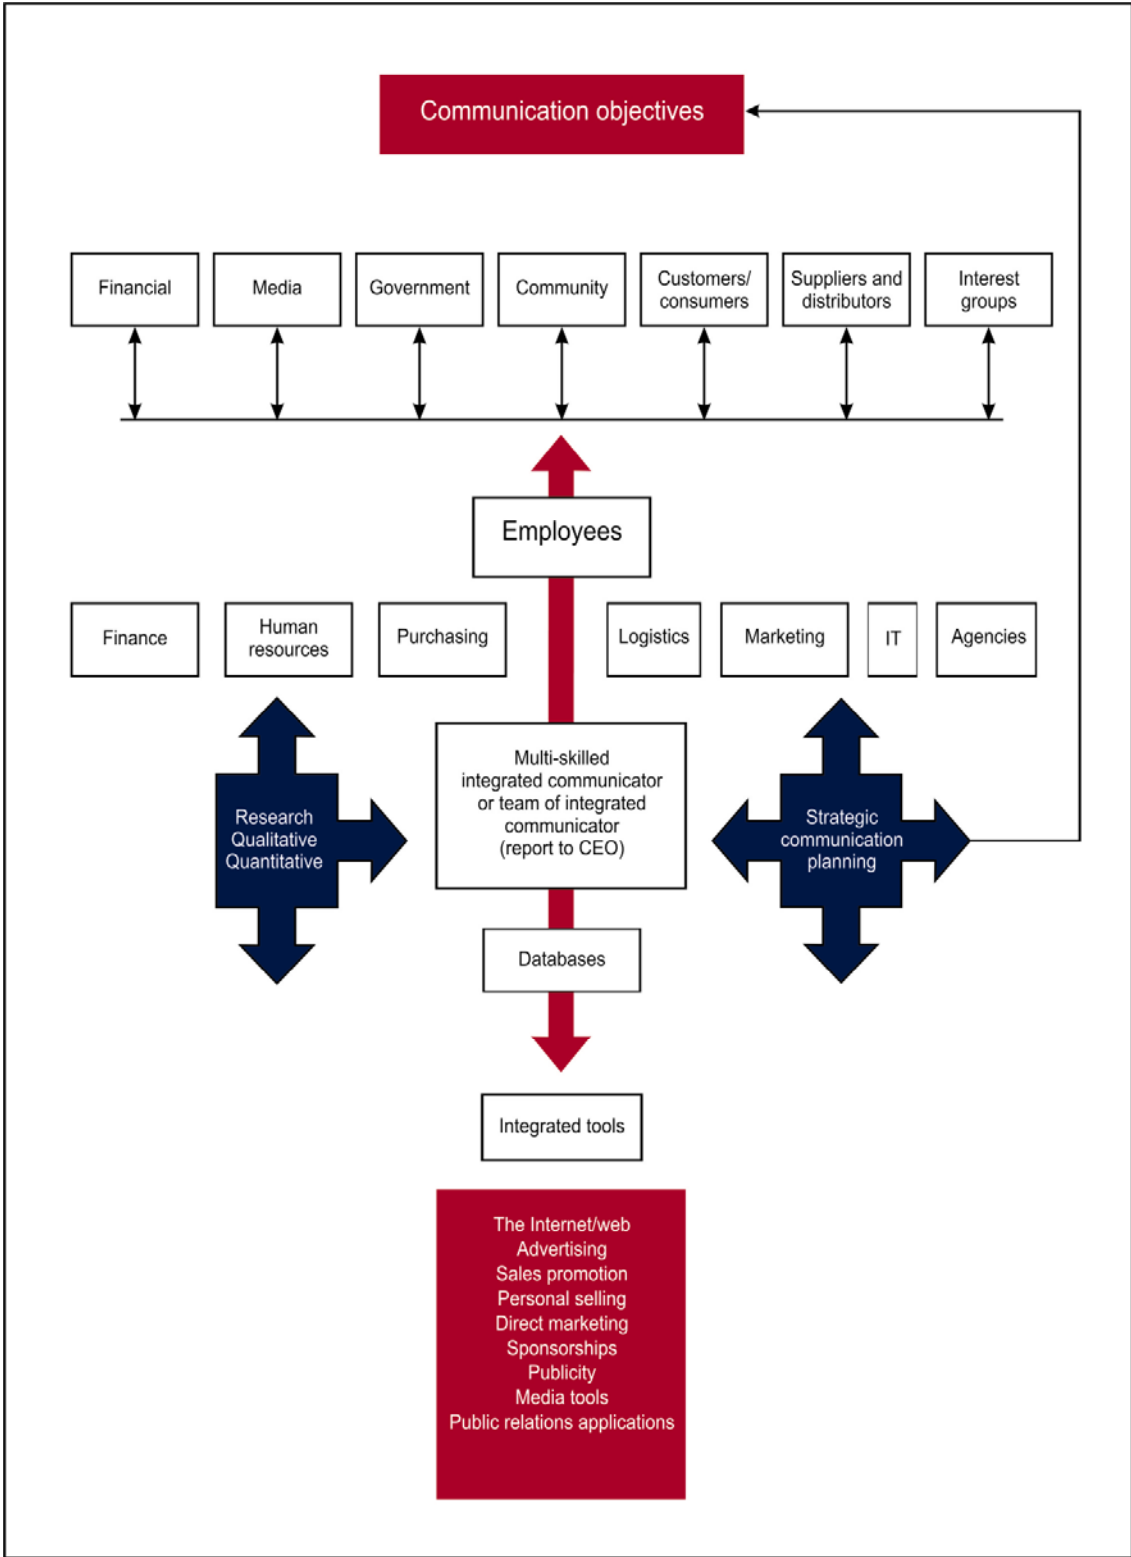 Communication objectives
Financial
Media
Government
Community
Customers/
consumers
Suppliers and
distributors
Interest
groups
Employees
Finance
Human
resources
Purchasing
Logistics
Marketing
IT
Agencies
Multi-skilled
integrated communicator
or team of integrated
communicator
(report to CEO)
Research
Qualitative
Quantitative
Strategic
communication
planning
Databases
Integrated tools
The Internet/web
Advertising
Sales promotion
Personal selling
Direct marketing
Sponsorships
Publicity
Media tools
Public relations applications